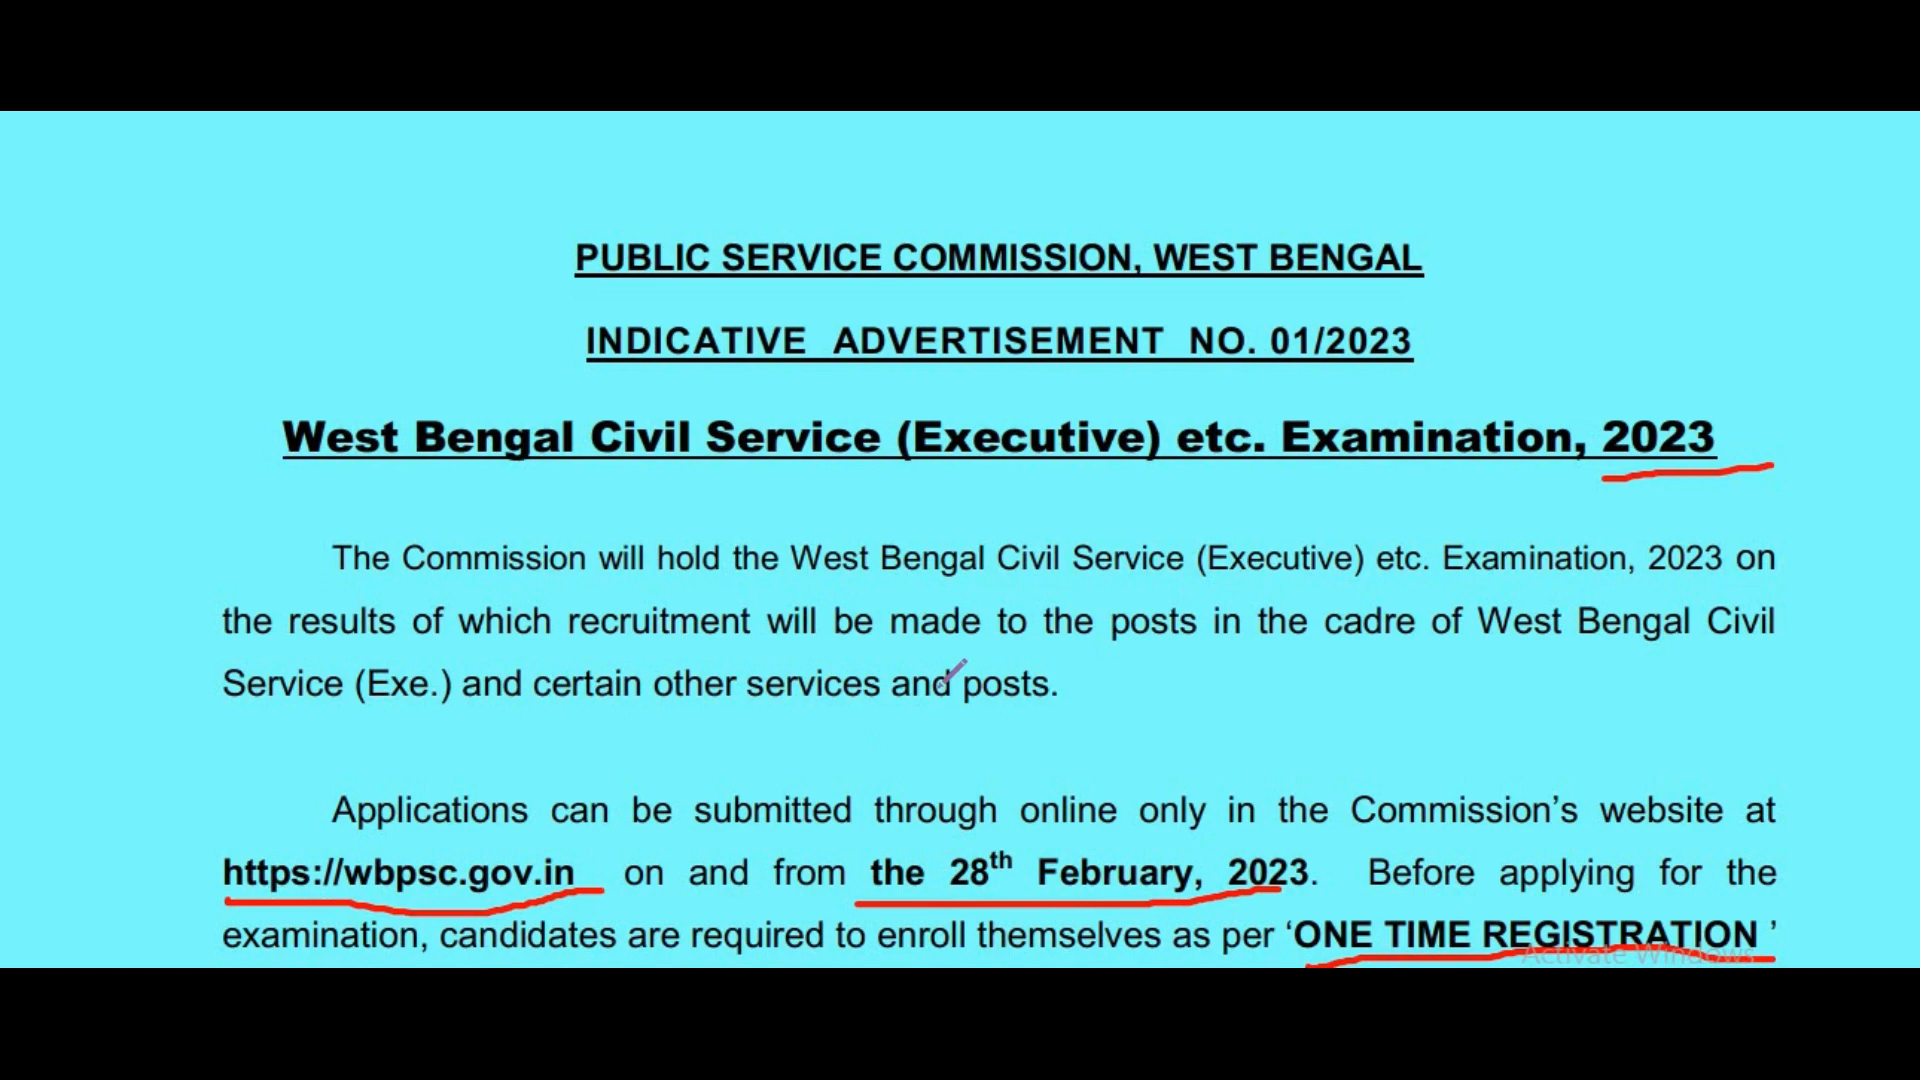 PUBLIC SERVICE COMMISSION, WEST BENGAL
INDICATIVE ADVERTISEMENT NO. 01/2023
West Bengal Civil Service (Executive) etc. Examination, 2023
The Commission will hold the West Bengal Civil Service (Executive) etc. Examination, 2023 on
the results of which recruitment will be made to the posts in the cadre of West Bengal Civil
Service (Exe.) and certain other services and posts.
Applications can be submitted through online only in the Commission’s website at
https://wbpsc.gov.in on and from the 28th February, 2023. Before applying for the
examination, candidates are required to enroll themselves as per ‘ONE TIME REGISTRATION ’
Activate Windows